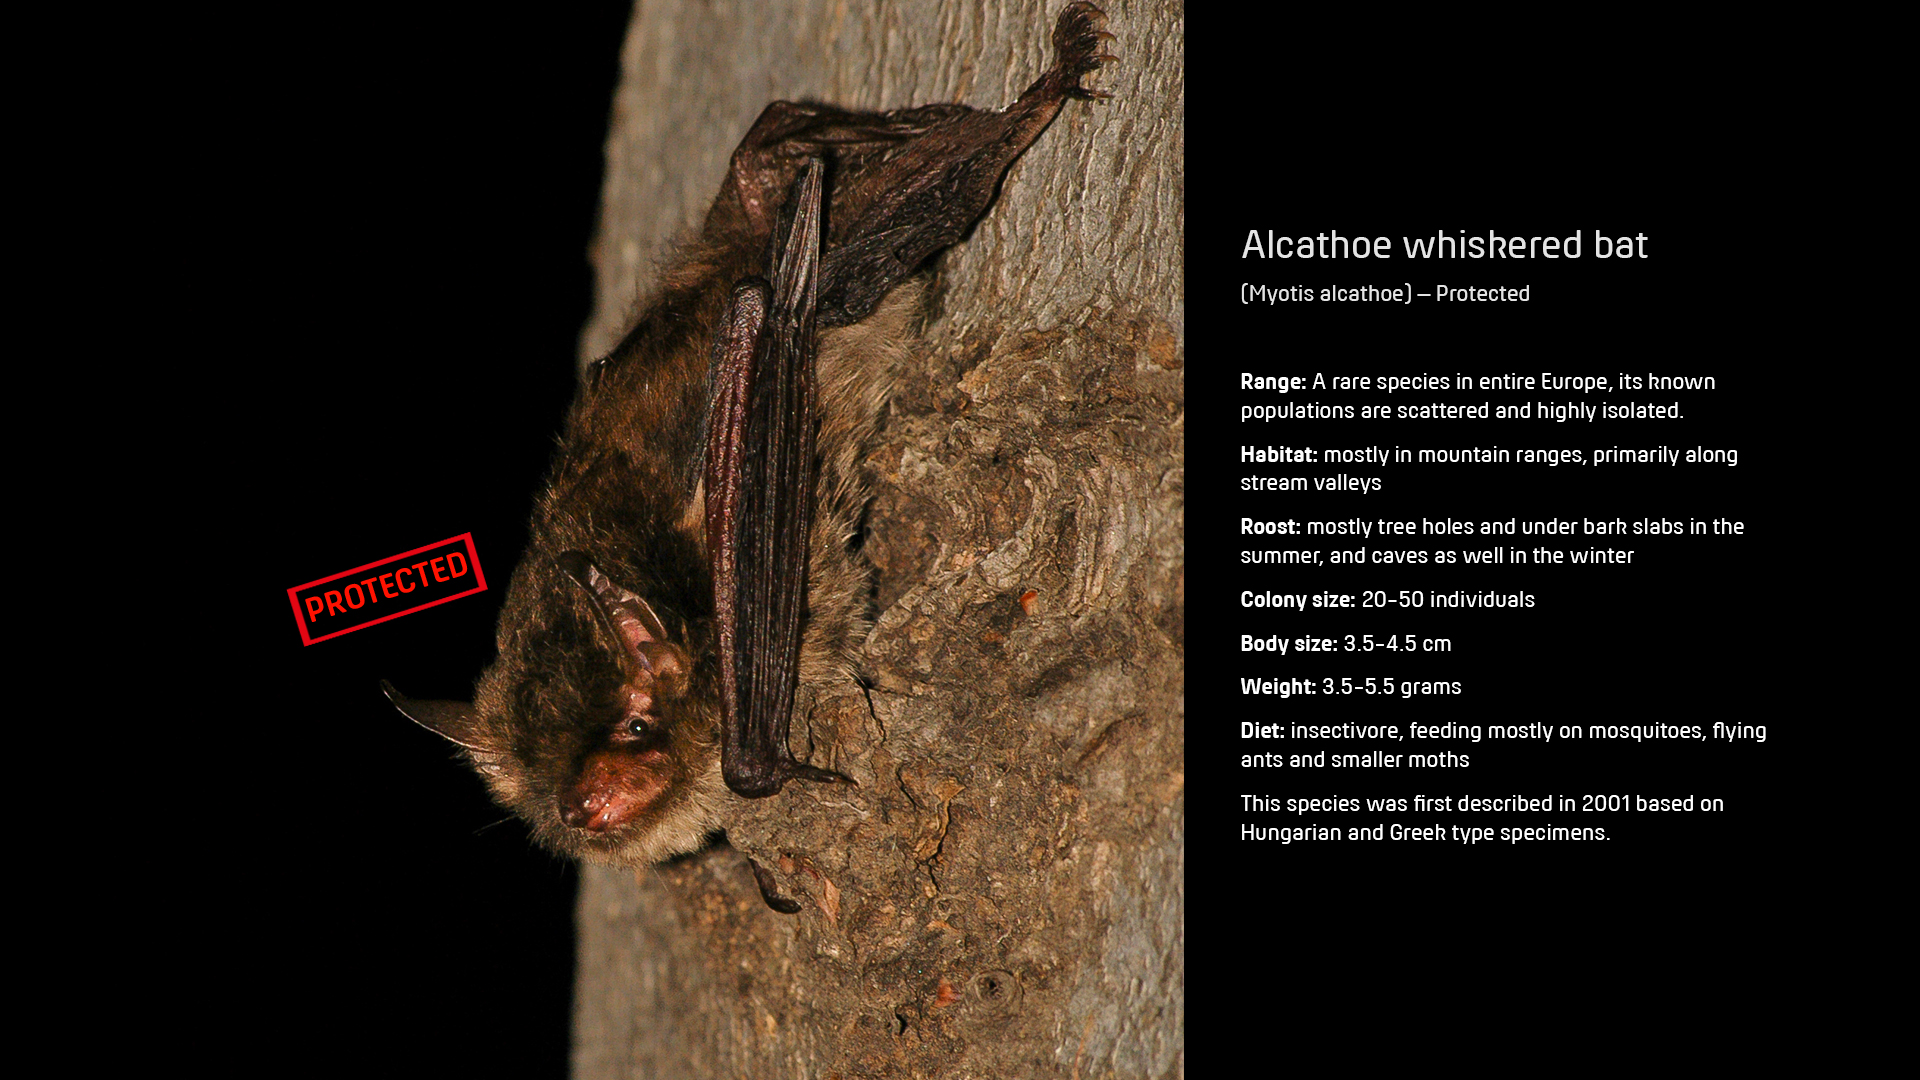 PROTECTED
Alcathoe whiskered bat
(Myotis alcathoe) – Protected
Range: A rare species in entire Europe, its known
populations are scattered and highly isolated.
Habitat: mostly in mountain ranges, primarily along
stream valleys
Roost: mostly tree holes and under bark slabs in the
summer, and caves as well in the winter
Colony size: 20-50 individuals
Body size: 3.5-4.5 cm
Weight: 3.5-5.5 grams
Diet: insectivore, feeding mostly on mosquitoes, flying
ants and smaller moths
This species was first described in 2001 based on
Hungarian and Greek type specimens.